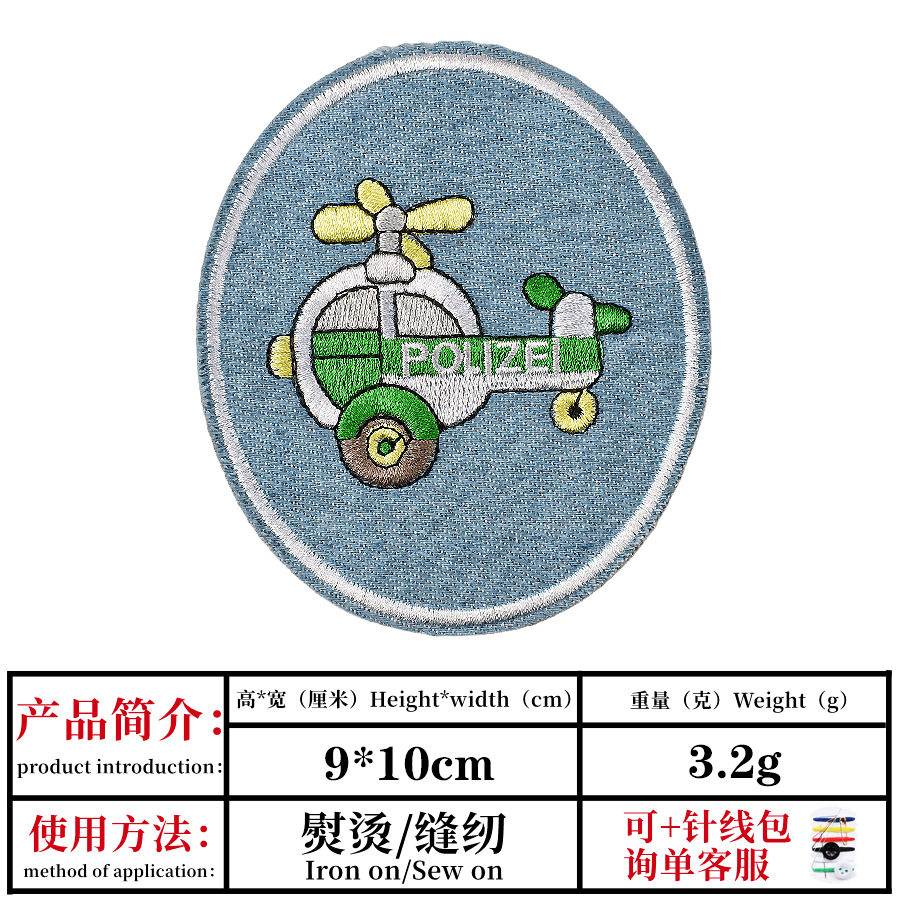 POLIZEI
产品简介：
product introduction：
高*宽（厘米）Height*width（cm）
重量（克）Weight（g）
9*10cm
3.2g
使用方法：
method of application：
熨烫/缝纫
Iron on/Sew on
可+针线包
询单客服